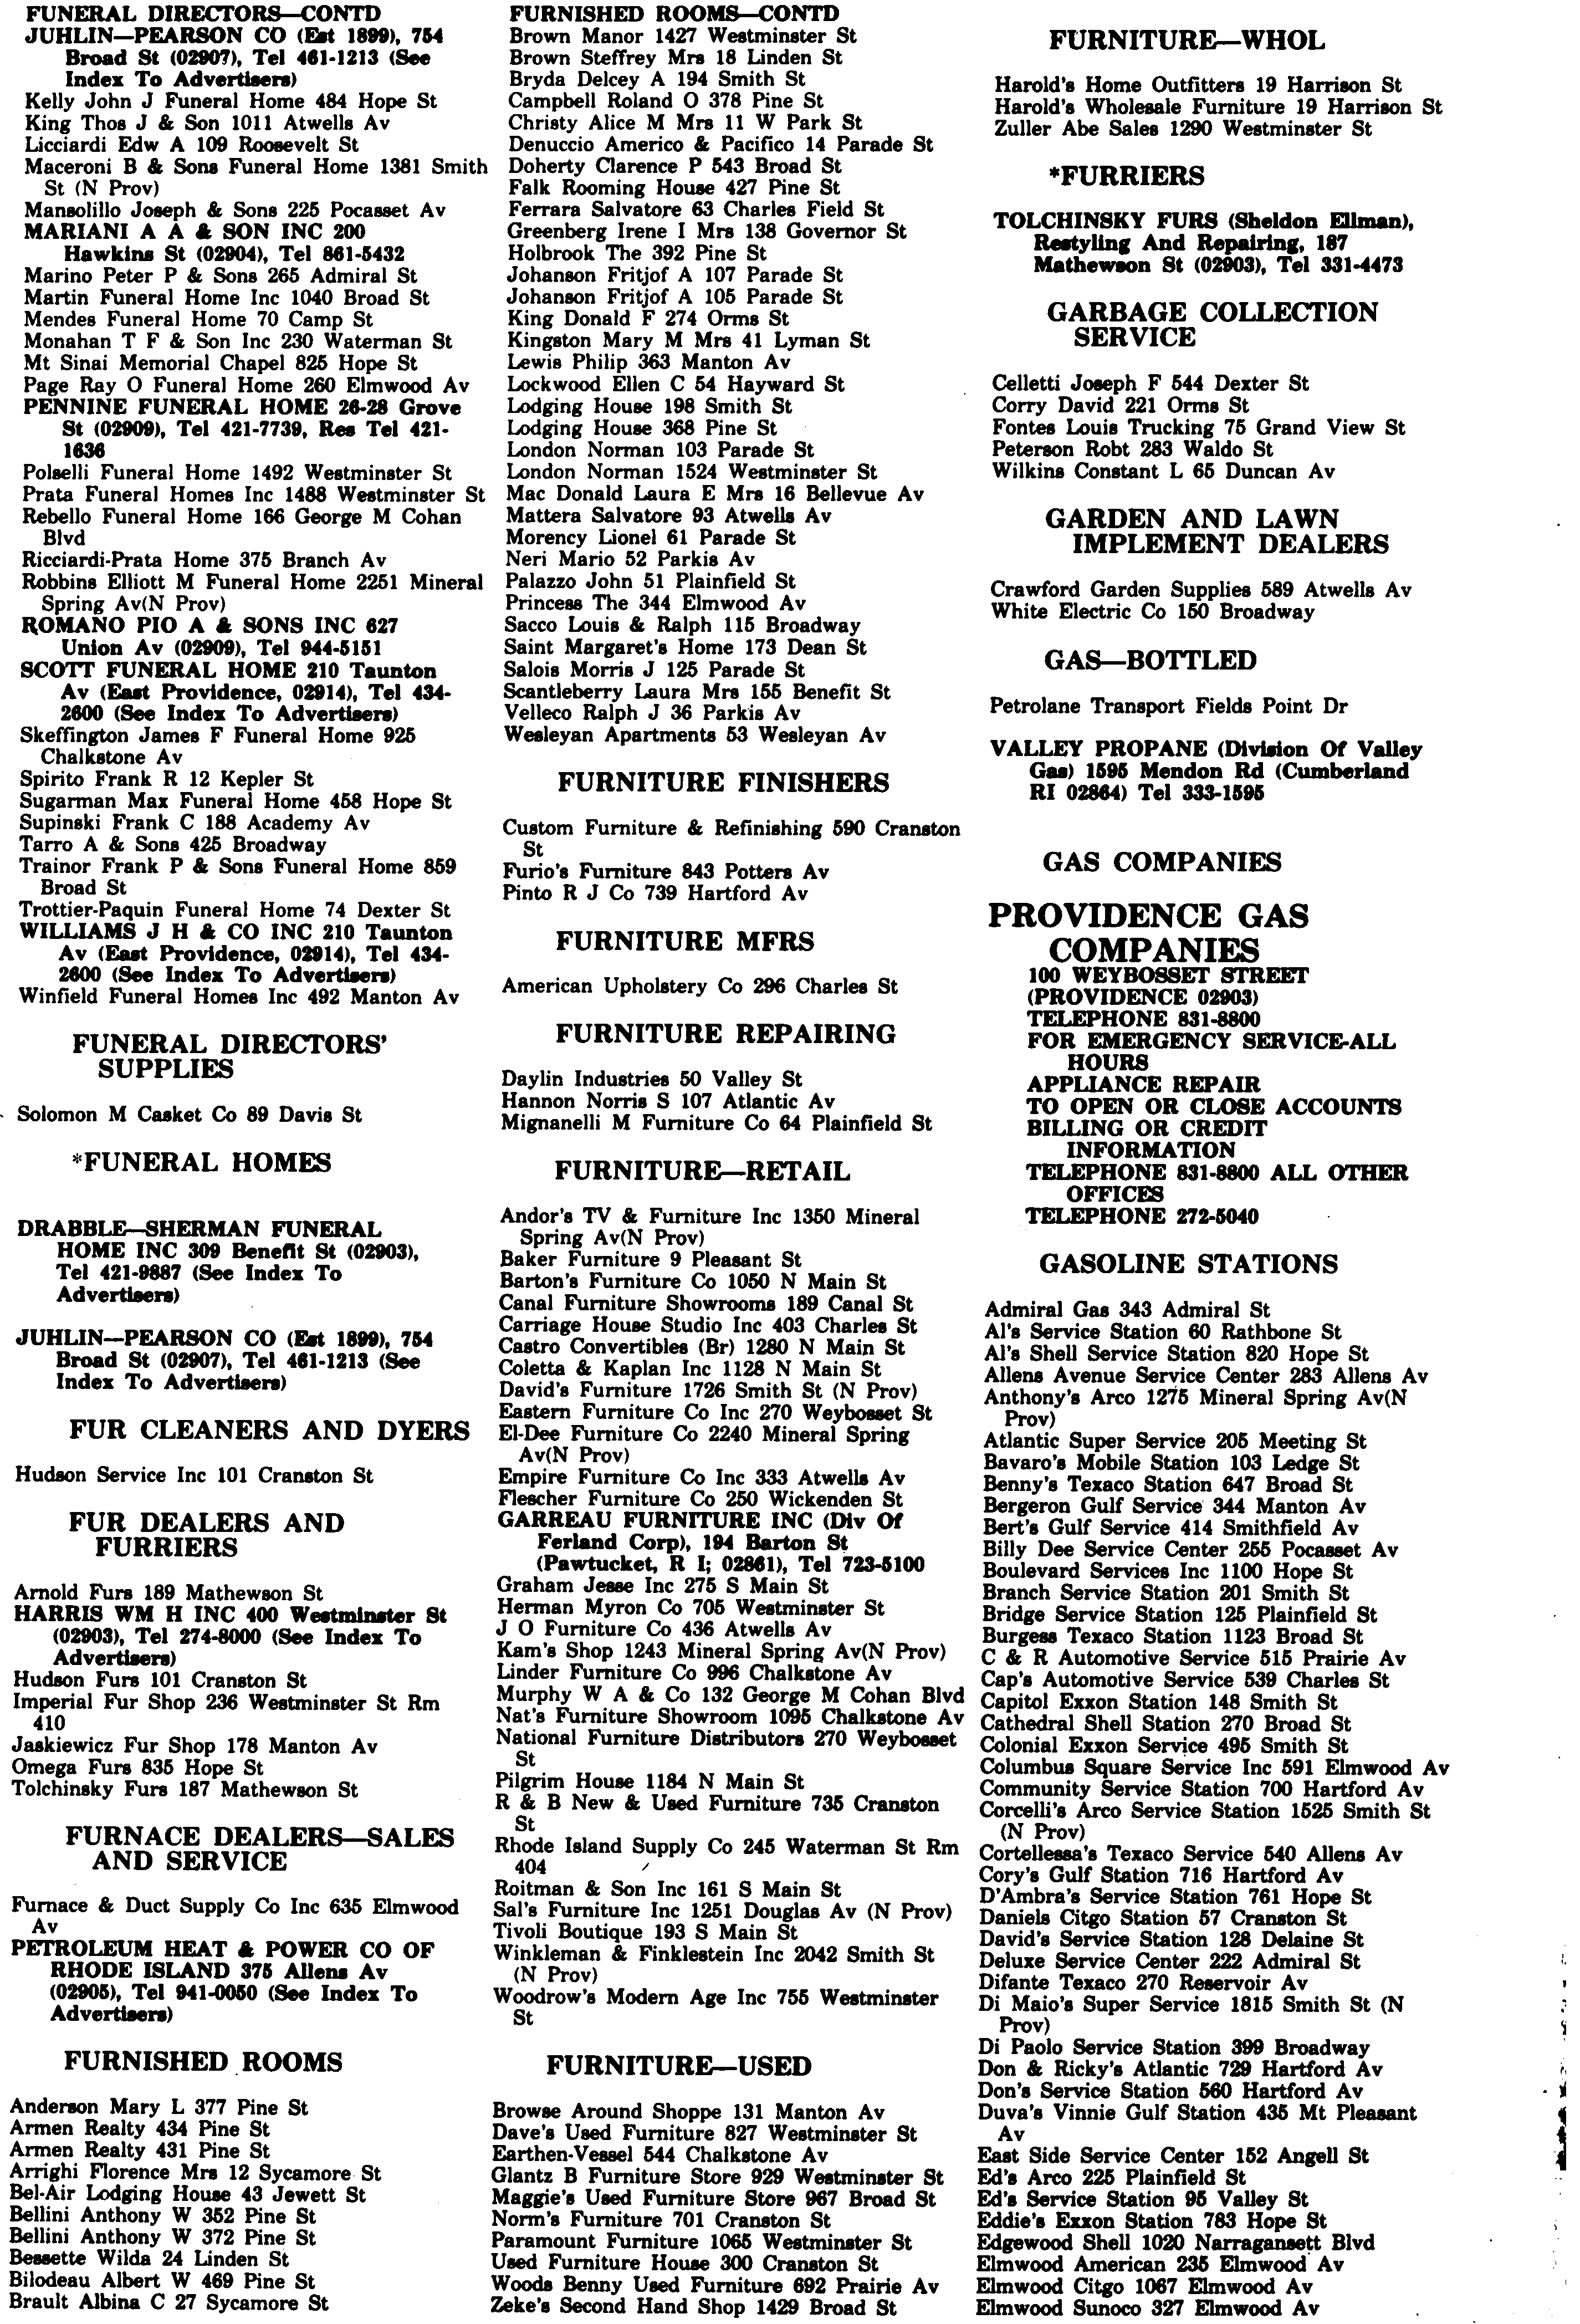 FUNERAL DIRECTORS—CONTD
JUHLIN—PEARSON CO (Est 1899), 754
Broad St (02907), Tel 461-1213 (See
Index To Advertisers)
Kelly John J Funeral Home 484 Hope St
King Thos J & Son 1011 Atwells Av
Licciardi Edw A 109 Roosevelt St
Maceroni B & Sons Funeral Home 1381 Smith
St (N Prov)
Mansolillo Joseph & Sons 225 Pocasset Av
MARIANI A A & SON INC 200
Hawkins St (02904), Tel 861-5432
Marino Peter P & Sons 265 Admiral St
Martin Funeral Home Inc 1040 Broad St
Mendes Funeral Home 70 Camp St
Monahan T F & Son Inc 230 Waterman St
Mt Sinai Memorial Chapel 825 Hope St
Page Ray O Funeral Home 260 Elmwood Av
PENNINE FUNERAL HOME 26-28 Grove
St (02909), Tel 421-7739, Res Tel 421-
1636
Polselli Funeral Home 1492 Westminster St
Prata Funeral Homes Inc 1488 Westminster St
Rebello Funeral Home 166 George M Cohan
Blvd
Ricciardi-Prata Home 375 Branch Av
Robbins Elliott M Funeral Home 2251 Mineral
Spring Av(N Prov)
ROMANO PIO A & SONS INC 627
Union Av (02909), Tel 944-5151
SCOTT FUNERAL HOME 210 Taunton
Av (East Providence, 02914), Tel 434-
2600 (See Index To Advertisers)
Skeffington James F Funeral Home 925
Chalkstone Av
Spirito Frank R 12 Kepler St
Sugarman Max Funeral Home 458 Hope St
Supinski Frank C 188 Academy Av
Tarro A & Sons 425 Broadway
Trainor Frank P & Sons Funeral Home 859
Broad St
Trottier-Paquin Funeral Home 74 Dexter St
WILLIAMS J H & CO INC 210 Taunton
Av (East Providence, 02914), Tel 434-
2600 (See Index To Advertisers)
Winfield Funeral Homes Inc 492 Manton Av
FUNERAL DIRECTORS'
SUPPLIES
Solomon M Casket Co 89 Davis St
*FUNERAL HOMES
DRABBLE—SHERMAN FUNERAL
HOME INC 309 Benefit St (02903),
Tel 421-9887 (See Index To
Advertisers)
JUHLIN—PEARSON CO (Est 1899), 754
Broad St (02907), Tel 461-1213 (See
Index To Advertisers)
FUR CLEANERS AND DYERS
Hudson Service Inc 101 Cranston St
FUR DEALERS AND
FURRIERS
Arnold Furs 189 Mathewson St
HARRIS WM H INC 400 Westminster St
(02903), Tel 274-8000 (See Index To
Advertisers)
Hudson Furs 101 Cranston St
Imperial Fur Shop 236 Westminster St Rm
410
Jaskiewicz Fur Shop 178 Manton Av
Omega Furs 835 Hope St
Tolchinsky Furs 187 Mathewson St
FURNACE DEALERS—SALES
AND SERVICE
Furnace & Duct Supply Co Inc 635 Elmwood
Av
PETROLEUM HEAT & POWER CO OF
RHODE ISLAND 375 Allens Av
(02905), Tel 941-0050 (See Index To
Advertisers)
FURNISHED ROOMS
Anderson Mary L 377 Pine St
Armen Realty 434 Pine St
Armen Realty 431 Pine St
Arrighi Florence Mrs 12 Sycamore St
Bel-Air Lodging House 43 Jewett St
Bellini Anthony W 352 Pine St
Bellini Anthony W 372 Pine St
Bessette Wilda 24 Linden St
Bilodeau Albert W 469 Pine St
Brault Albina C 27 Sycamore St
FURNISHED ROOMS—CONTD
Brown Manor 1427 Westminster St
Brown Steffrey Mrs 18 Linden St
Bryda Delcey A 194 Smith St
Campbell Roland O 378 Pine St
Christy Alice M Mrs 11 W Park St
Denuccio Americo & Pacifico 14 Parade St
Doherty Clarence P 543 Broad St
Falk Rooming House 427 Pine St
Ferrara Salvatore 63 Charles Field St
Greenberg Irene I Mrs 138 Governor St
Holbrook The 392 Pine St
Johanson Fritjof A 107 Parade St
Johanson Fritjof A 105 Parade St
King Donald F 274 Orms St
Kingston Mary M Mrs 41 Lyman St
Lewis Philip 363 Manton Av
Lockwood Ellen C 54 Hayward St
Lodging House 198 Smith St
Lodging House 368 Pine St
London Norman 103 Parade St
London Norman 1524 Westminster St
Mac Donald Laura E Mrs 16 Bellevue Av
Mattera Salvatore 93 Atwells Av
Morency Lionel 61 Parade St
Neri Mario 52 Parkis Av
Palazzo John 51 Plainfield St
Princess The 344 Elmwood Av
Sacco Louis & Ralph 115 Broadway
Saint Margaret's Home 173 Dean St
Salois Morris J 125 Parade St
Scantleberry Laura Mrs 155 Benefit St
Velleco Ralph J 36 Parkis Av
Wesleyan Apartments 53 Wesleyan Av
FURNITURE FINISHERS
Custom Furniture & Refinishing 590 Cranston
St
Furio's Furniture 843 Potters Av
Pinto R J Co 739 Hartford Av
FURNITURE MFRS
American Upholstery Co 296 Charles St
FURNITURE REPAIRING
Daylin Industries 50 Valley St
Hannon Norris S 107 Atlantic Av
Mignanelli M Furniture Co 64 Plainfield St
FURNITURE—RETAIL
Andor's TV & Furniture Inc 1350 Mineral
Spring Av(N Prov)
Baker Furniture 9 Pleasant St
Barton's Furniture Co 1050 N Main St
Canal Furniture Showrooms 189 Canal St
Carriage House Studio Inc 403 Charles St
Castro Convertibles (Br) 1280 N Main St
Coletta & Kaplan Inc 1128 N Main St
David's Furniture 1726 Smith St (N Prov)
Eastern Furniture Co Inc 270 Weybosset St
El-Dee Furniture Co 2240 Mineral Spring
Av(N Prov)
Empire Furniture Co Inc 333 Atwells Av
Flescher Furniture Co 250 Wickenden St
GARREAU FURNITURE INC (Div Of
Ferland Corp), 194 Barton St
(Pawtucket, R I; 02861), Tel 723-5100
Graham Jesse Inc 275 S Main St
Herman Myron Co 705 Westminster St
J O Furniture Co 436 Atwells Av
Kam's Shop 1243 Mineral Spring Av(N Prov)
Linder Furniture Co 996 Chalkstone Av
Murphy W A & Co 132 George M Cohan Blvd
Nat's Furniture Showroom 1095 Chalkstone Av
National Furniture Distributors 270 Weybosset
St
Pilgrim House 1184 N Main St
R & B New & Used Furniture 735 Cranston
St
Rhode Island Supply Co 245 Waterman St Rm
404
Roitman & Son Inc 161 S Main St
Sal's Furniture Inc 1251 Douglas Av (N Prov)
Tivoli Boutique 193 S Main St
Winkleman & Finklestein Inc 2042 Smith St
(N Prov)
Woodrow's Modern Age Inc 755 Westminster
St
FURNITURE—USED
Browse Around Shoppe 131 Manton Av
Dave's Used Furniture 827 Westminster St
Earthen-Vessel 544 Chalkstone Av
Glantz B Furniture Store 929 Westminster St
Maggie's Used Furniture Store 967 Broad St
Norm's Furniture 701 Cranston St
Paramount Furniture 1065 Westminster St
Used Furniture House 300 Cranston St
Woods Benny Used Furniture 692 Prairie Av
Zeke's Second Hand Shop 1429 Broad St
FURNITURE—WHOL
Harold's Home Outfitters 19 Harrison St
Harold's Wholesale Furniture 19 Harrison St
Zuller Abe Sales 1290 Westminster St
*FURRIERS
TOLCHINSKY FURS (Sheldon Ellman),
Restyling And Repairing, 187
Mathewson St (02903), Tel 331-4473
GARBAGE COLLECTION
SERVICE
Celletti Joseph F 544 Dexter St
Corry David 221 Orms St
Fontes Louis Trucking 75 Grand View St
Peterson Robt 283 Waldo St
Wilkins Constant L 65 Duncan Av
GARDEN AND LAWN
IMPLEMENT DEALERS
Crawford Garden Supplies 589 Atwells Av
White Electric Co 150 Broadway
GAS—BOTTLED
Petrolane Transport Fields Point Dr
VALLEY PROPANE (Division Of Valley
Gas) 1595 Mendon Rd (Cumberland
RI 02864) Tel 333-1595
GAS COMPANIES
PROVIDENCE GAS
COMPANIES
100 WEYBOSSET STREET
(PROVIDENCE 02903)
TELEPHONE 831-8800
FOR EMERGENCY SERVICE-ALL
HOURS
APPLIANCE REPAIR
TO OPEN OR CLOSE ACCOUNTS
BILLING OR CREDIT
INFORMATION
TELEPHONE 831-8800 ALL OTHER
OFFICES
TELEPHONE 272-5040
GASOLINE STATIONS
Admiral Gas 343 Admiral St
Al's Service Station 60 Rathbone St
Al's Shell Service Station 820 Hope St
Allens Avenue Service Center 283 Allens Av
Anthony's Arco 1275 Mineral Spring Av(N
Prov)
Atlantic Super Service 205 Meeting St
Bavaro's Mobile Station 103 Ledge St
Benny's Texaco Station 647 Broad St
Bergeron Gulf Service 344 Manton Av
Bert's Gulf Service 414 Smithfield Av
Billy Dee Service Center 255 Pocasset Av
Boulevard Services Inc 1100 Hope St
Branch Service Station 201 Smith St
Bridge Service Station 125 Plainfield St
Burgess Texaco Station 1123 Broad St
C & R Automotive Service 515 Prairie Av
Cap's Automotive Service 539 Charles St
Capitol Exxon Station 148 Smith St
Cathedral Shell Station 270 Broad St
Colonial Exxon Service 495 Smith St
Columbus Square Service Inc 591 Elmwood Av
Community Service Station 700 Hartford Av
Corcelli's Arco Service Station 1525 Smith St
(N Prov)
Cortellessa's Texaco Service 540 Allens Av
Cory's Gulf Station 716 Hartford Av
D'Ambra's Service Station 761 Hope St
Daniels Citgo Station 57 Cranston St
David's Service Station 128 Delaine St
Deluxe Service Center 222 Admiral St
Difante Texaco 270 Reservoir Av
Di Maio's Super Service 1815 Smith St (N
Prov)
Di Paolo Service Station 399 Broadway
Don & Ricky's Atlantic 729 Hartford Av
Don's Service Station 560 Hartford Av
Duva's Vinnie Gulf Station 435 Mt Pleasant
Av
East Side Service Center 152 Angell St
Ed's Arco 225 Plainfield St
Ed's Service Station 95 Valley St
Eddie's Exxon Station 783 Hope St
Edgewood Shell 1020 Narragansett Blvd
Elmwood American 235 Elmwood Av
Elmwood Citgo 1067 Elmwood Av
Elmwood Sunoco 327 Elmwood Av